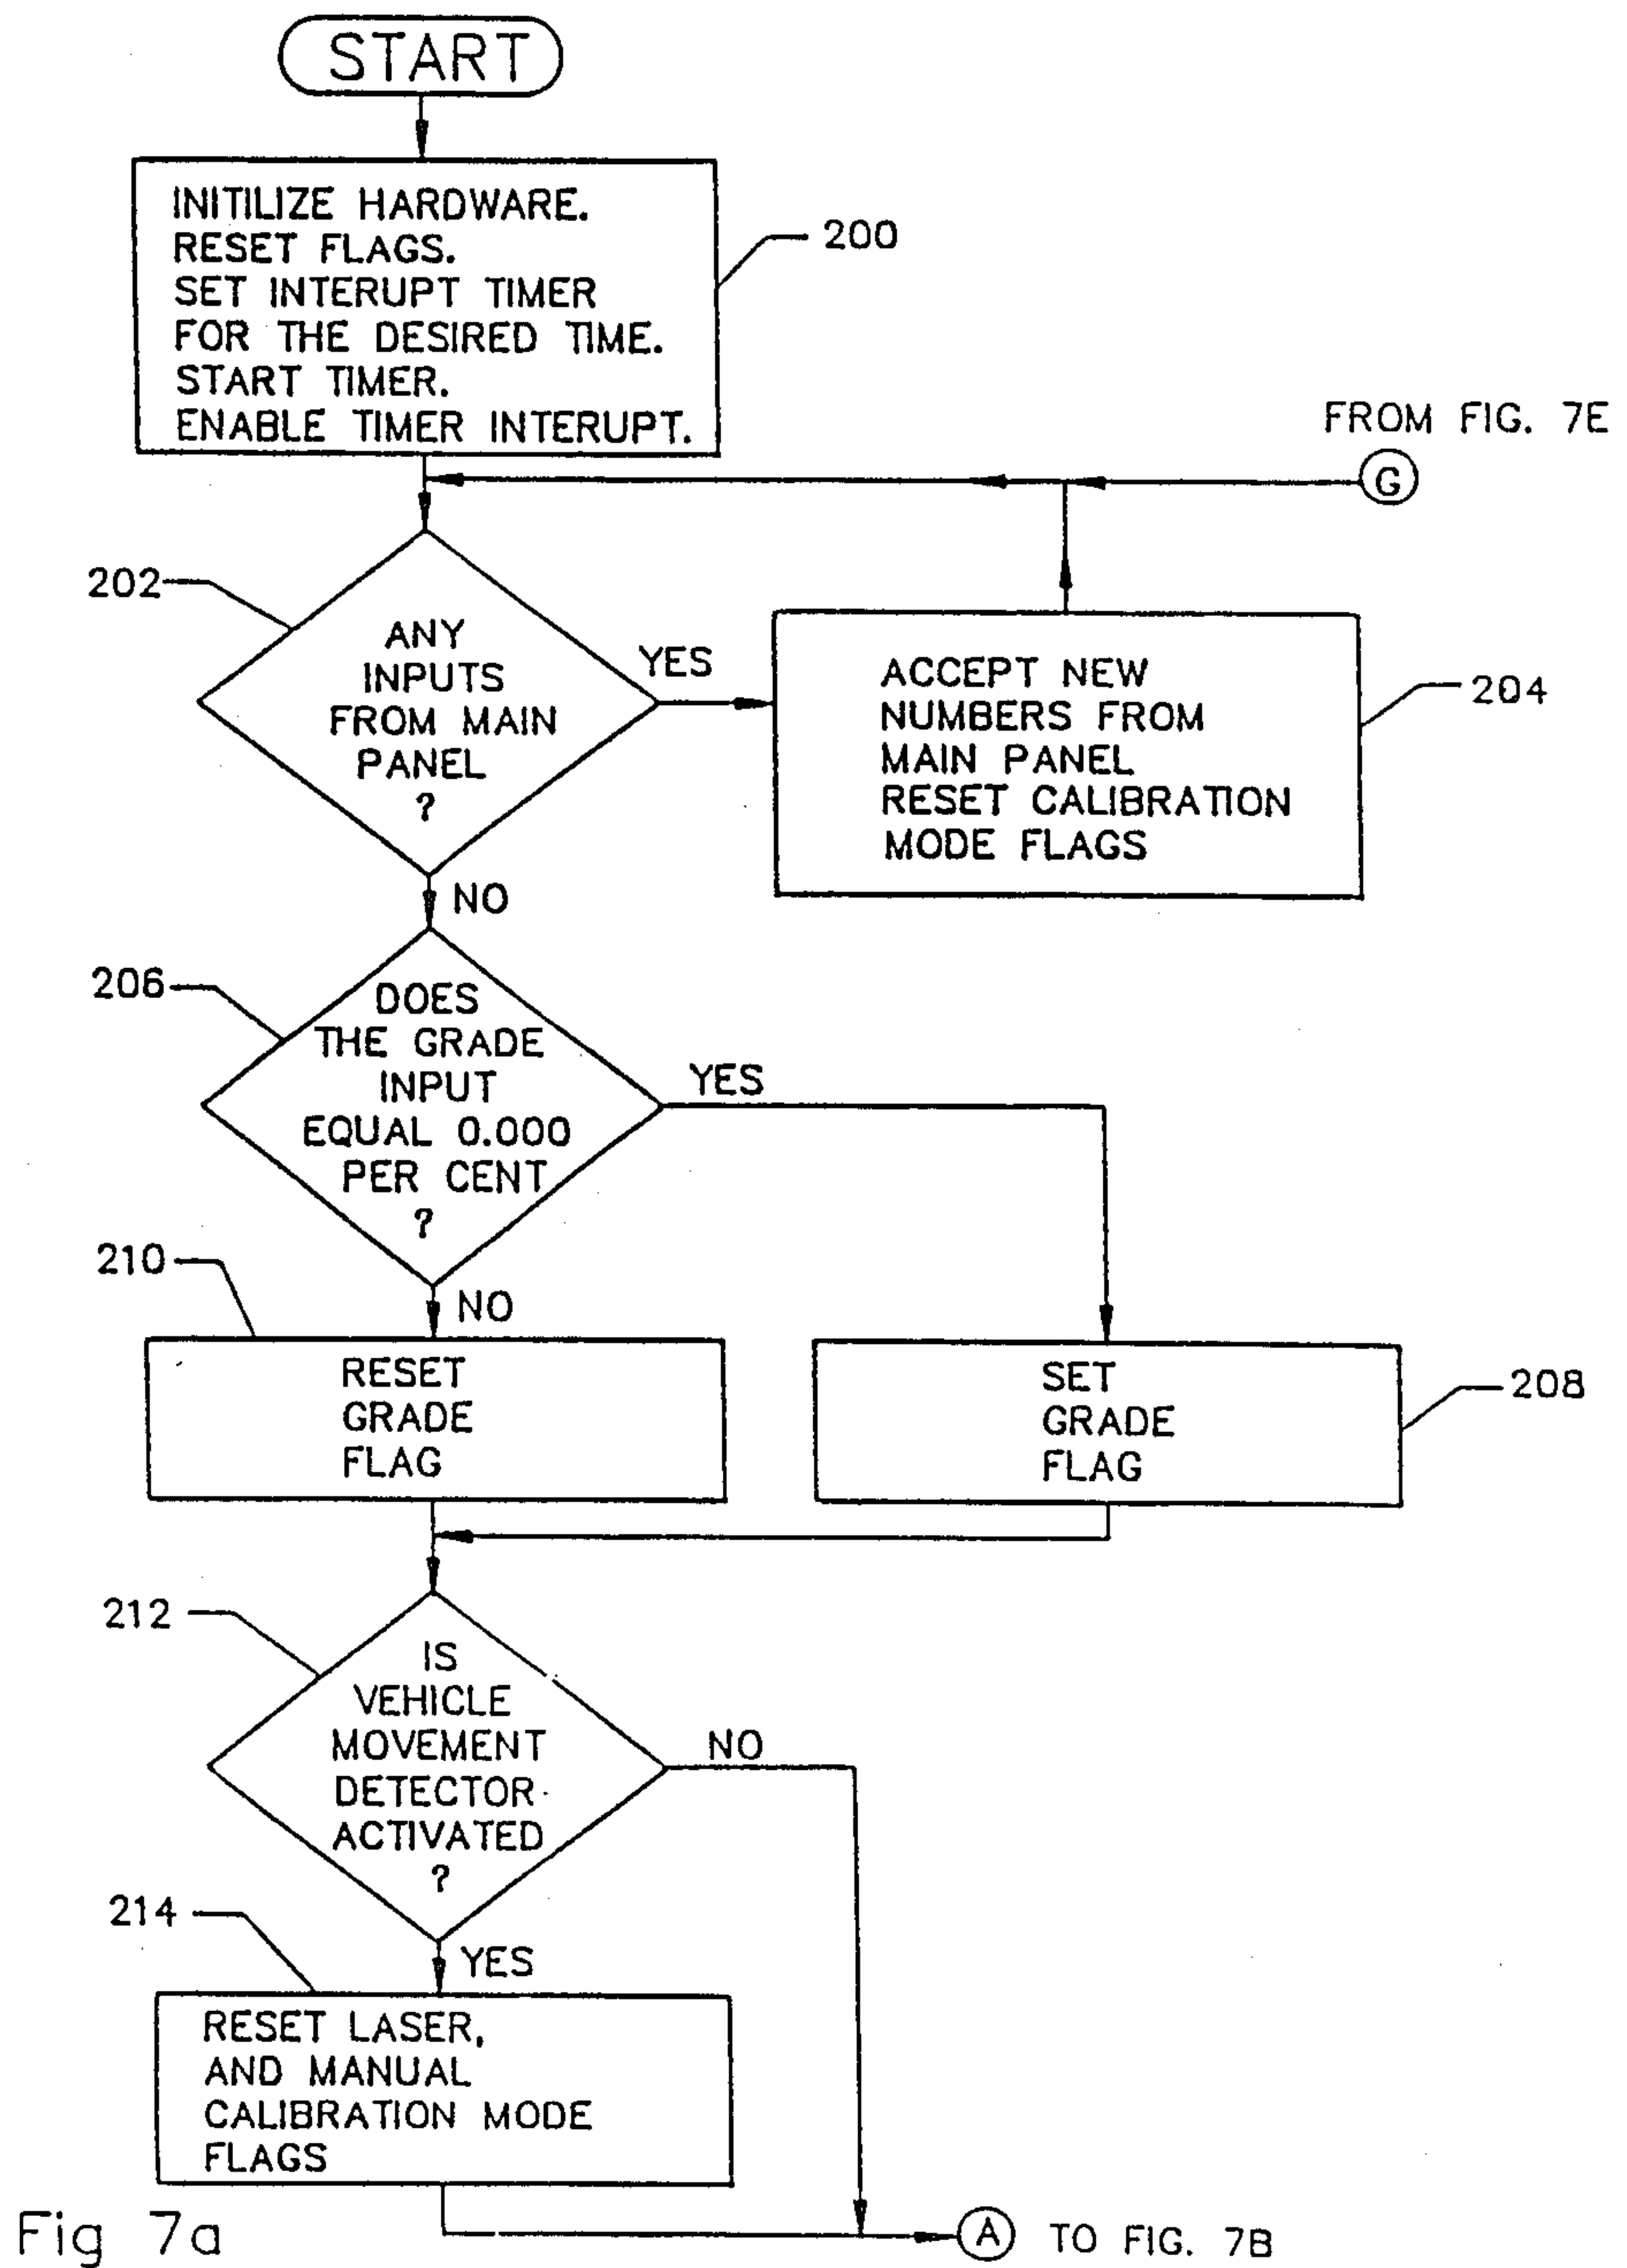 START
INITILIZE HARDWARE.
RESET FLAGS.
SET INTERUPT TIMER
FOR THE DESIRED TIME.
START TIMER.
ENABLE TIMER INTERUPT.
200
FROM FIG. 7E
G
202
ANY
INPUTS
FROM MAIN
PANEL
?
YES
ACCEPT NEW
NUMBERS FROM
MAIN PANEL
RESET CALIBRATION
MODE FLAGS
204
NO
206
DOES
THE GRADE
INPUT
EQUAL 0.000
PER CENT
?
YES
210
NO
RESET
GRADE
FLAG
SET
GRADE
FLAG
208
212
IS
VEHICLE
MOVEMENT
DETECTOR
ACTIVATED
?
NO
214
YES
RESET LASER,
AND MANUAL
CALIBRATION MODE
FLAGS
Fig 7a
A
TO FIG. 7B